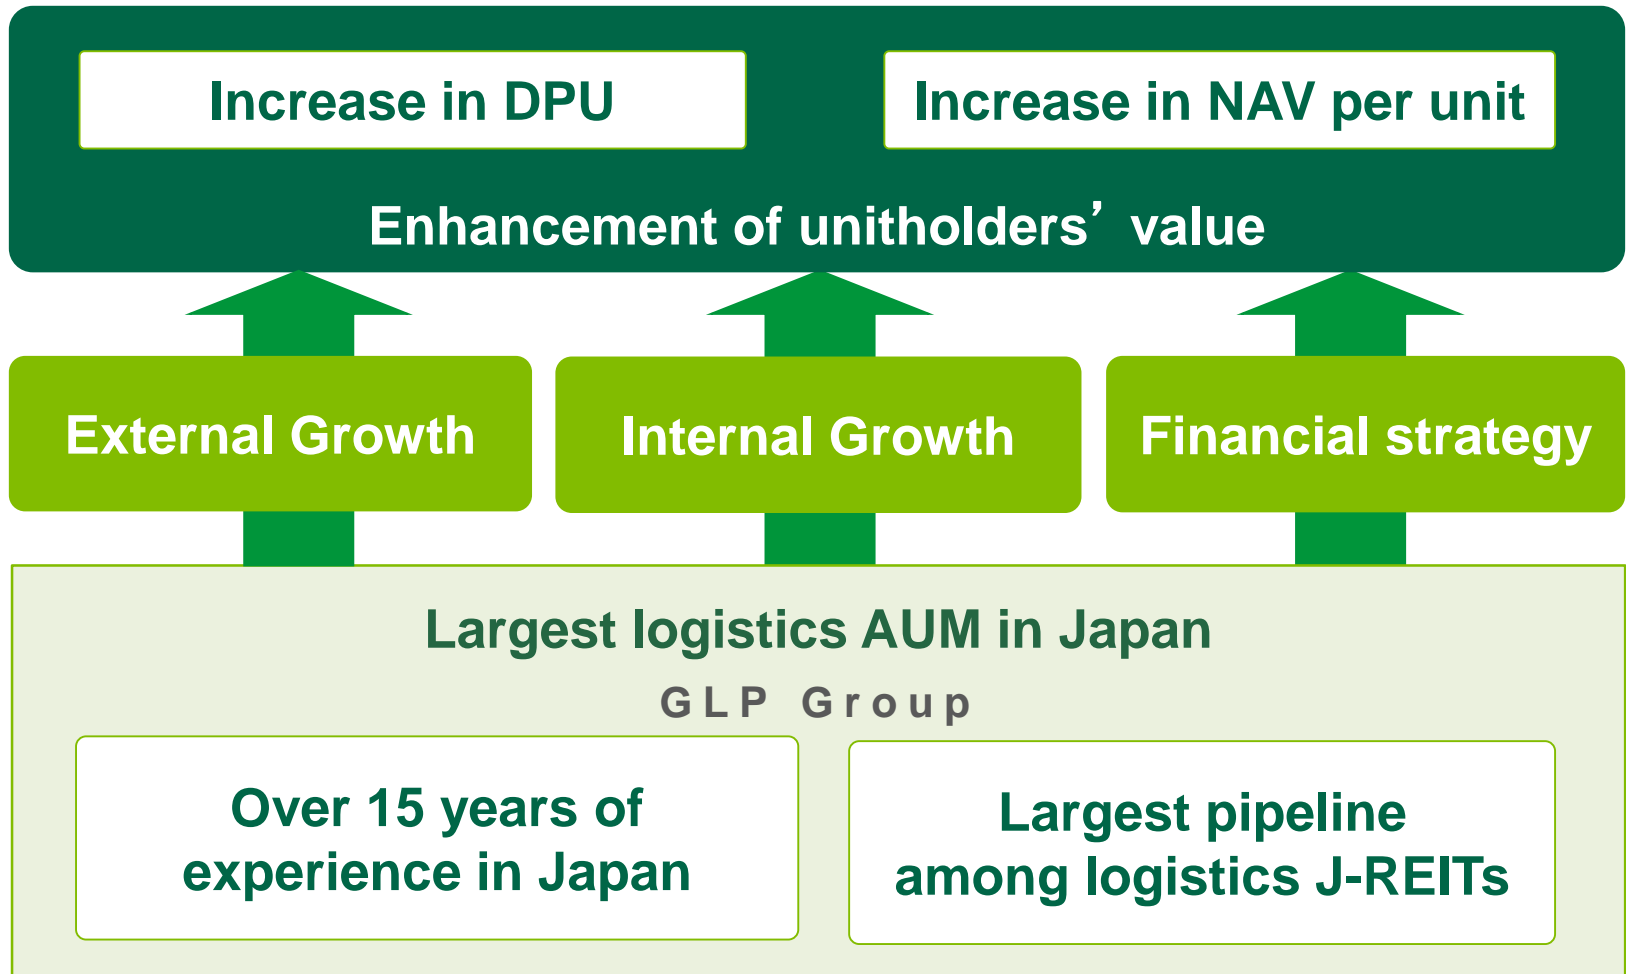 Increase in DPU
Increase in NAV per unit
Enhancement of unitholders’ value
External Growth
Internal Growth
Financial strategy
Largest logistics AUM in Japan
GLP Group
Over 15 years of
experience in Japan
Largest pipeline
among logistics J-REITs